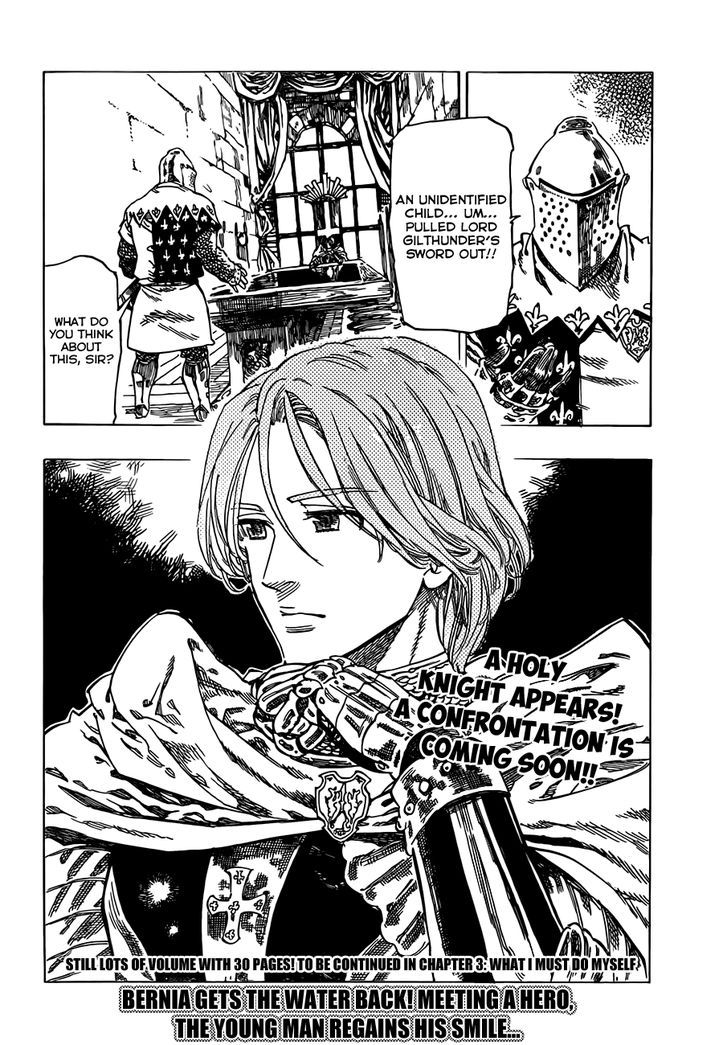 AN UNIDENTIFIED
CHILD... UM...
PULLED LORD
GILTHUNDER'S
SWORD OUT!!
WHAT DO
YOU THINK
ABOUT
THIS, SIR?
A HOLY
KNIGHT APPEARS!
A CONFRONTATION IS
COMING SOON!!
STILL LOTS OF VOLUME WITH 30 PAGES! TO BE CONTINUED IN CHAPTER 3: WHAT I MUST DO MYSELF.
BERNIA GETS THE WATER BACK! MEETING A HERO,
THE YOUNG MAN REGAINS HIS SMILE...